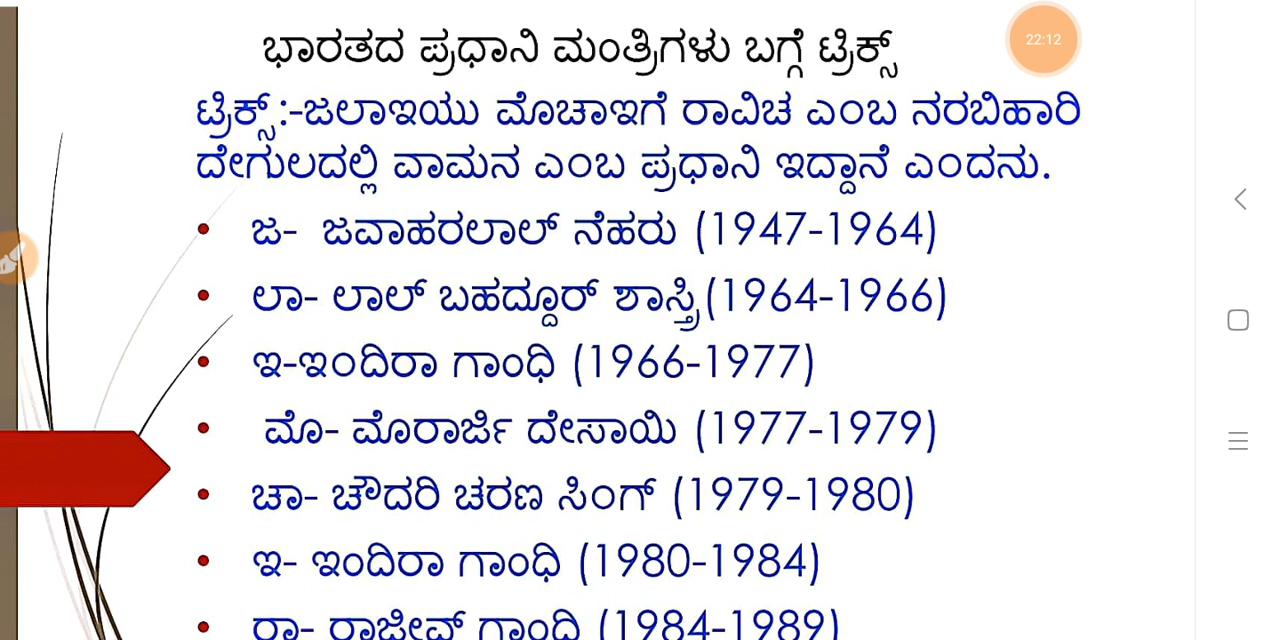 ಭಾರತದ ಪ್ರಧಾನಿ ಮಂತ್ರಿಗಳು ಬಗ್ಗೆ ಟ್ರಿಕ್ಸ್
22:12
ಟ್ರಿಕ್ಸ್:-ಜಲಾಇಯು ಮೊಚಾಇಗೆ ರಾವಿಚ ಎಂಬ ನರಬಿಹಾರಿ
ದೇಗುಲದಲ್ಲಿ ವಾಮನ ಎಂಬ ಪ್ರಧಾನಿ ಇದ್ದಾನೆ ಎಂದನು.
• ಜ- ಜವಾಹರಲಾಲ್ ನೆಹರು (1947-1964)
• ಲಾ- ಲಾಲ್ ಬಹದ್ದೂರ್ ಶಾಸ್ತ್ರಿ(1964-1966)
• ಇ-ಇಂದಿರಾ ಗಾಂಧಿ (1966-1977)
• ಮೊ- ಮೊರಾರ್ಜಿ ದೇಸಾಯಿ (1977-1979)
• ಚಾ- ಚೌದರಿ ಚರಣ ಸಿಂಗ್ (1979-1980)
• ಇ- ಇಂದಿರಾ ಗಾಂಧಿ (1980-1984)
• ರಾ- ರಾಜೀವ್ ಗಾಂಧಿ (1984-1989)